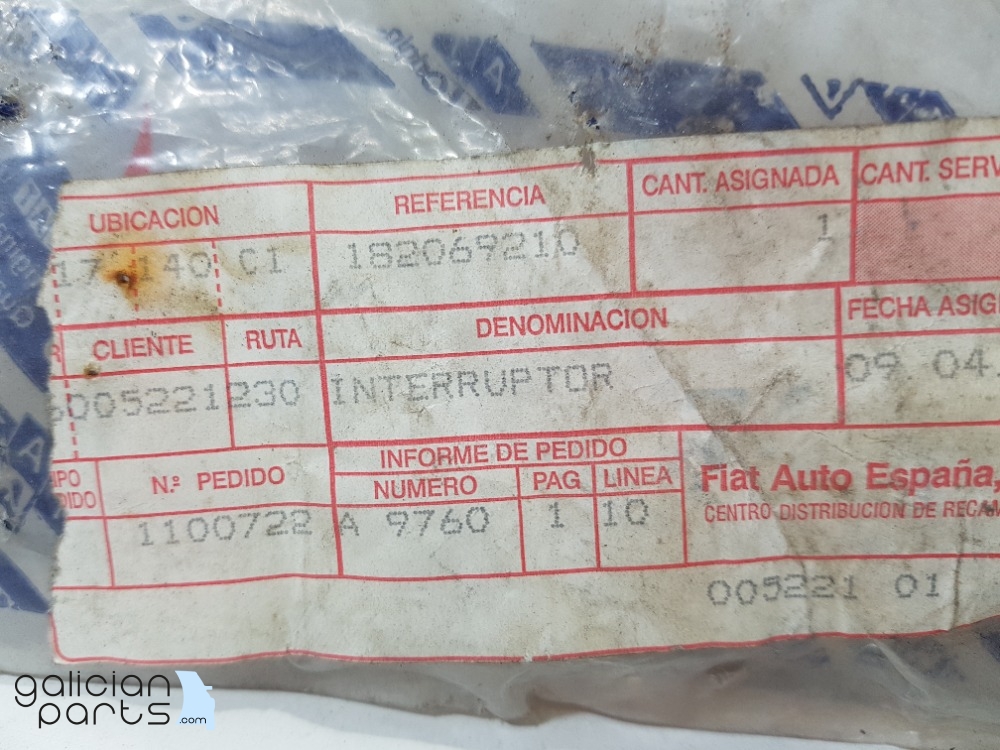 UBICACION REFERENCIA CANT. ASIGNADA CANT. SERV
17 140 C1 182069210 1
CLIENTE RUTA DENOMINACION FECHA ASIG
005221 230 INTERRUPTOR 09 04.
Nº PEDIDO INFORME DE PEDIDO
NUMERO PAG LINEA Fiat Auto España,
1100722 A 9760 1 10 CENTRO DISTRIBUCION DE RECAM
005221 01
galician
parts.com